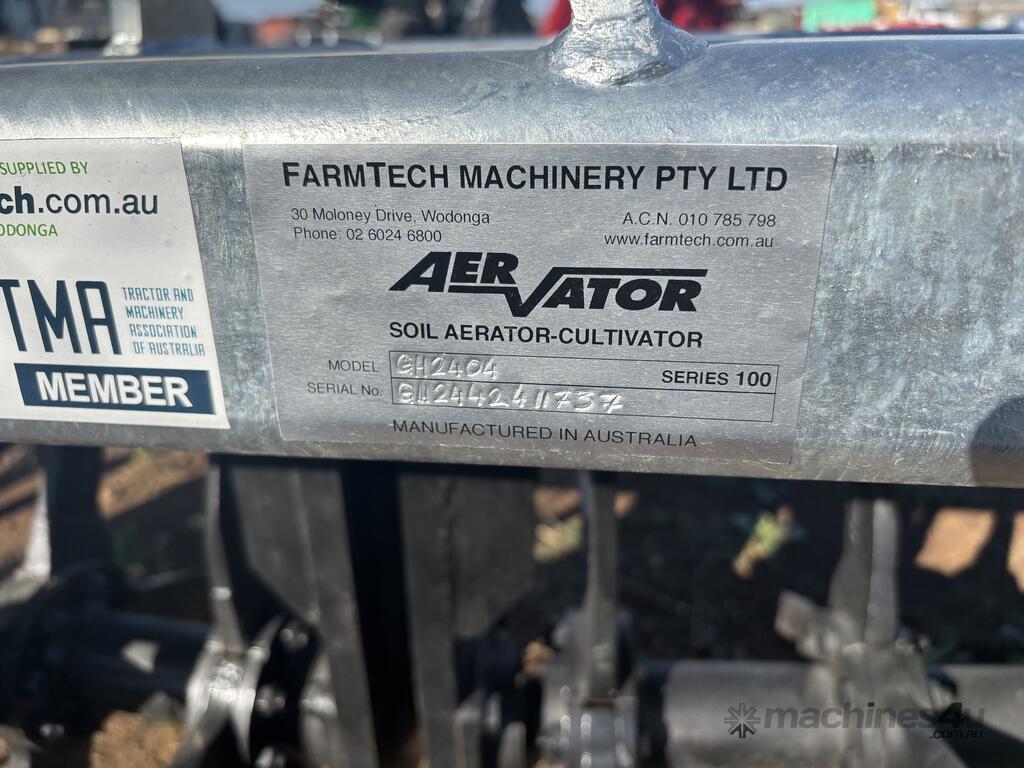 SUPPLIED BY
ch.com.au
ODONGA
TMA
TRACTOR AND
MACHINERY
ASSOCIATION
OF AUSTRALIA
MEMBER
FARMTECH MACHINERY PTY LTD
30 Moloney Drive, Wodonga A.C.N. 010 785 798
Phone: 02 6024 6800 www.farmtech.com.au
AERVATOR
SOIL AERATOR-CULTIVATOR
MODEL GH2404 SERIES 100
SERIAL No. GH2442411737
MANUFACTURED IN AUSTRALIA
machines4u
.com.au